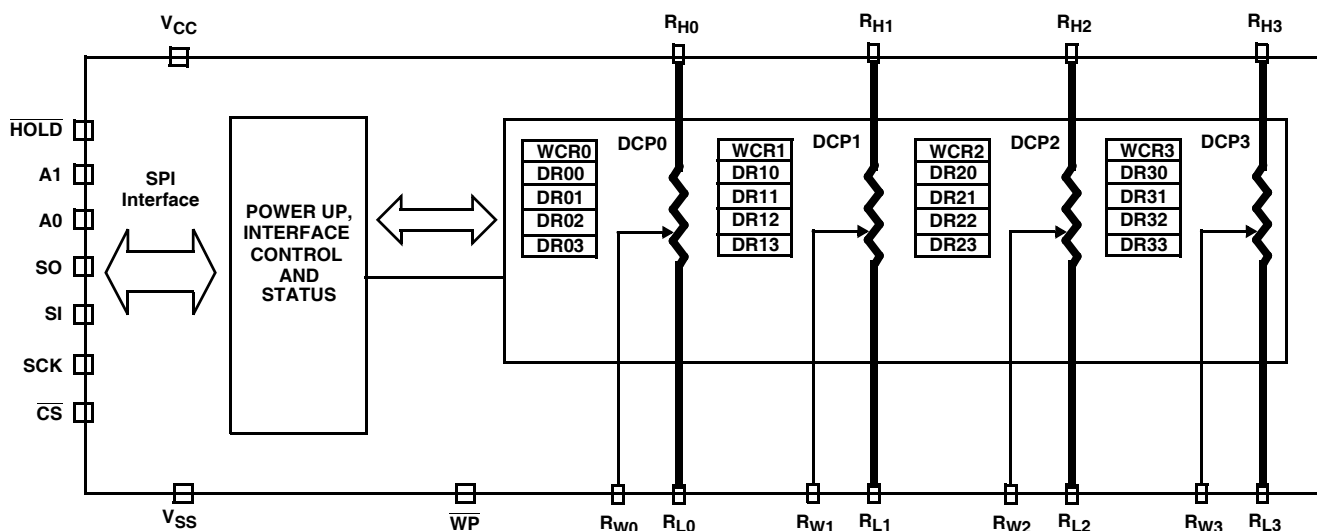 VCC
RH0
RH1
RH2
RH3
HOLD
A1
A0
SO
SI
SCK
CS
SPI
Interface
POWER UP,
INTERFACE
CONTROL
AND
STATUS
WCR0
DR00
DR01
DR02
DR03
DCP0
WCR1
DR10
DR11
DR12
DR13
DCP1
WCR2
DR20
DR21
DR22
DR23
DCP2
WCR3
DR30
DR31
DR32
DR33
DCP3
VSS
WP
RW0
RL0
RW1
RL1
RW2
RL2
RW3
RL3